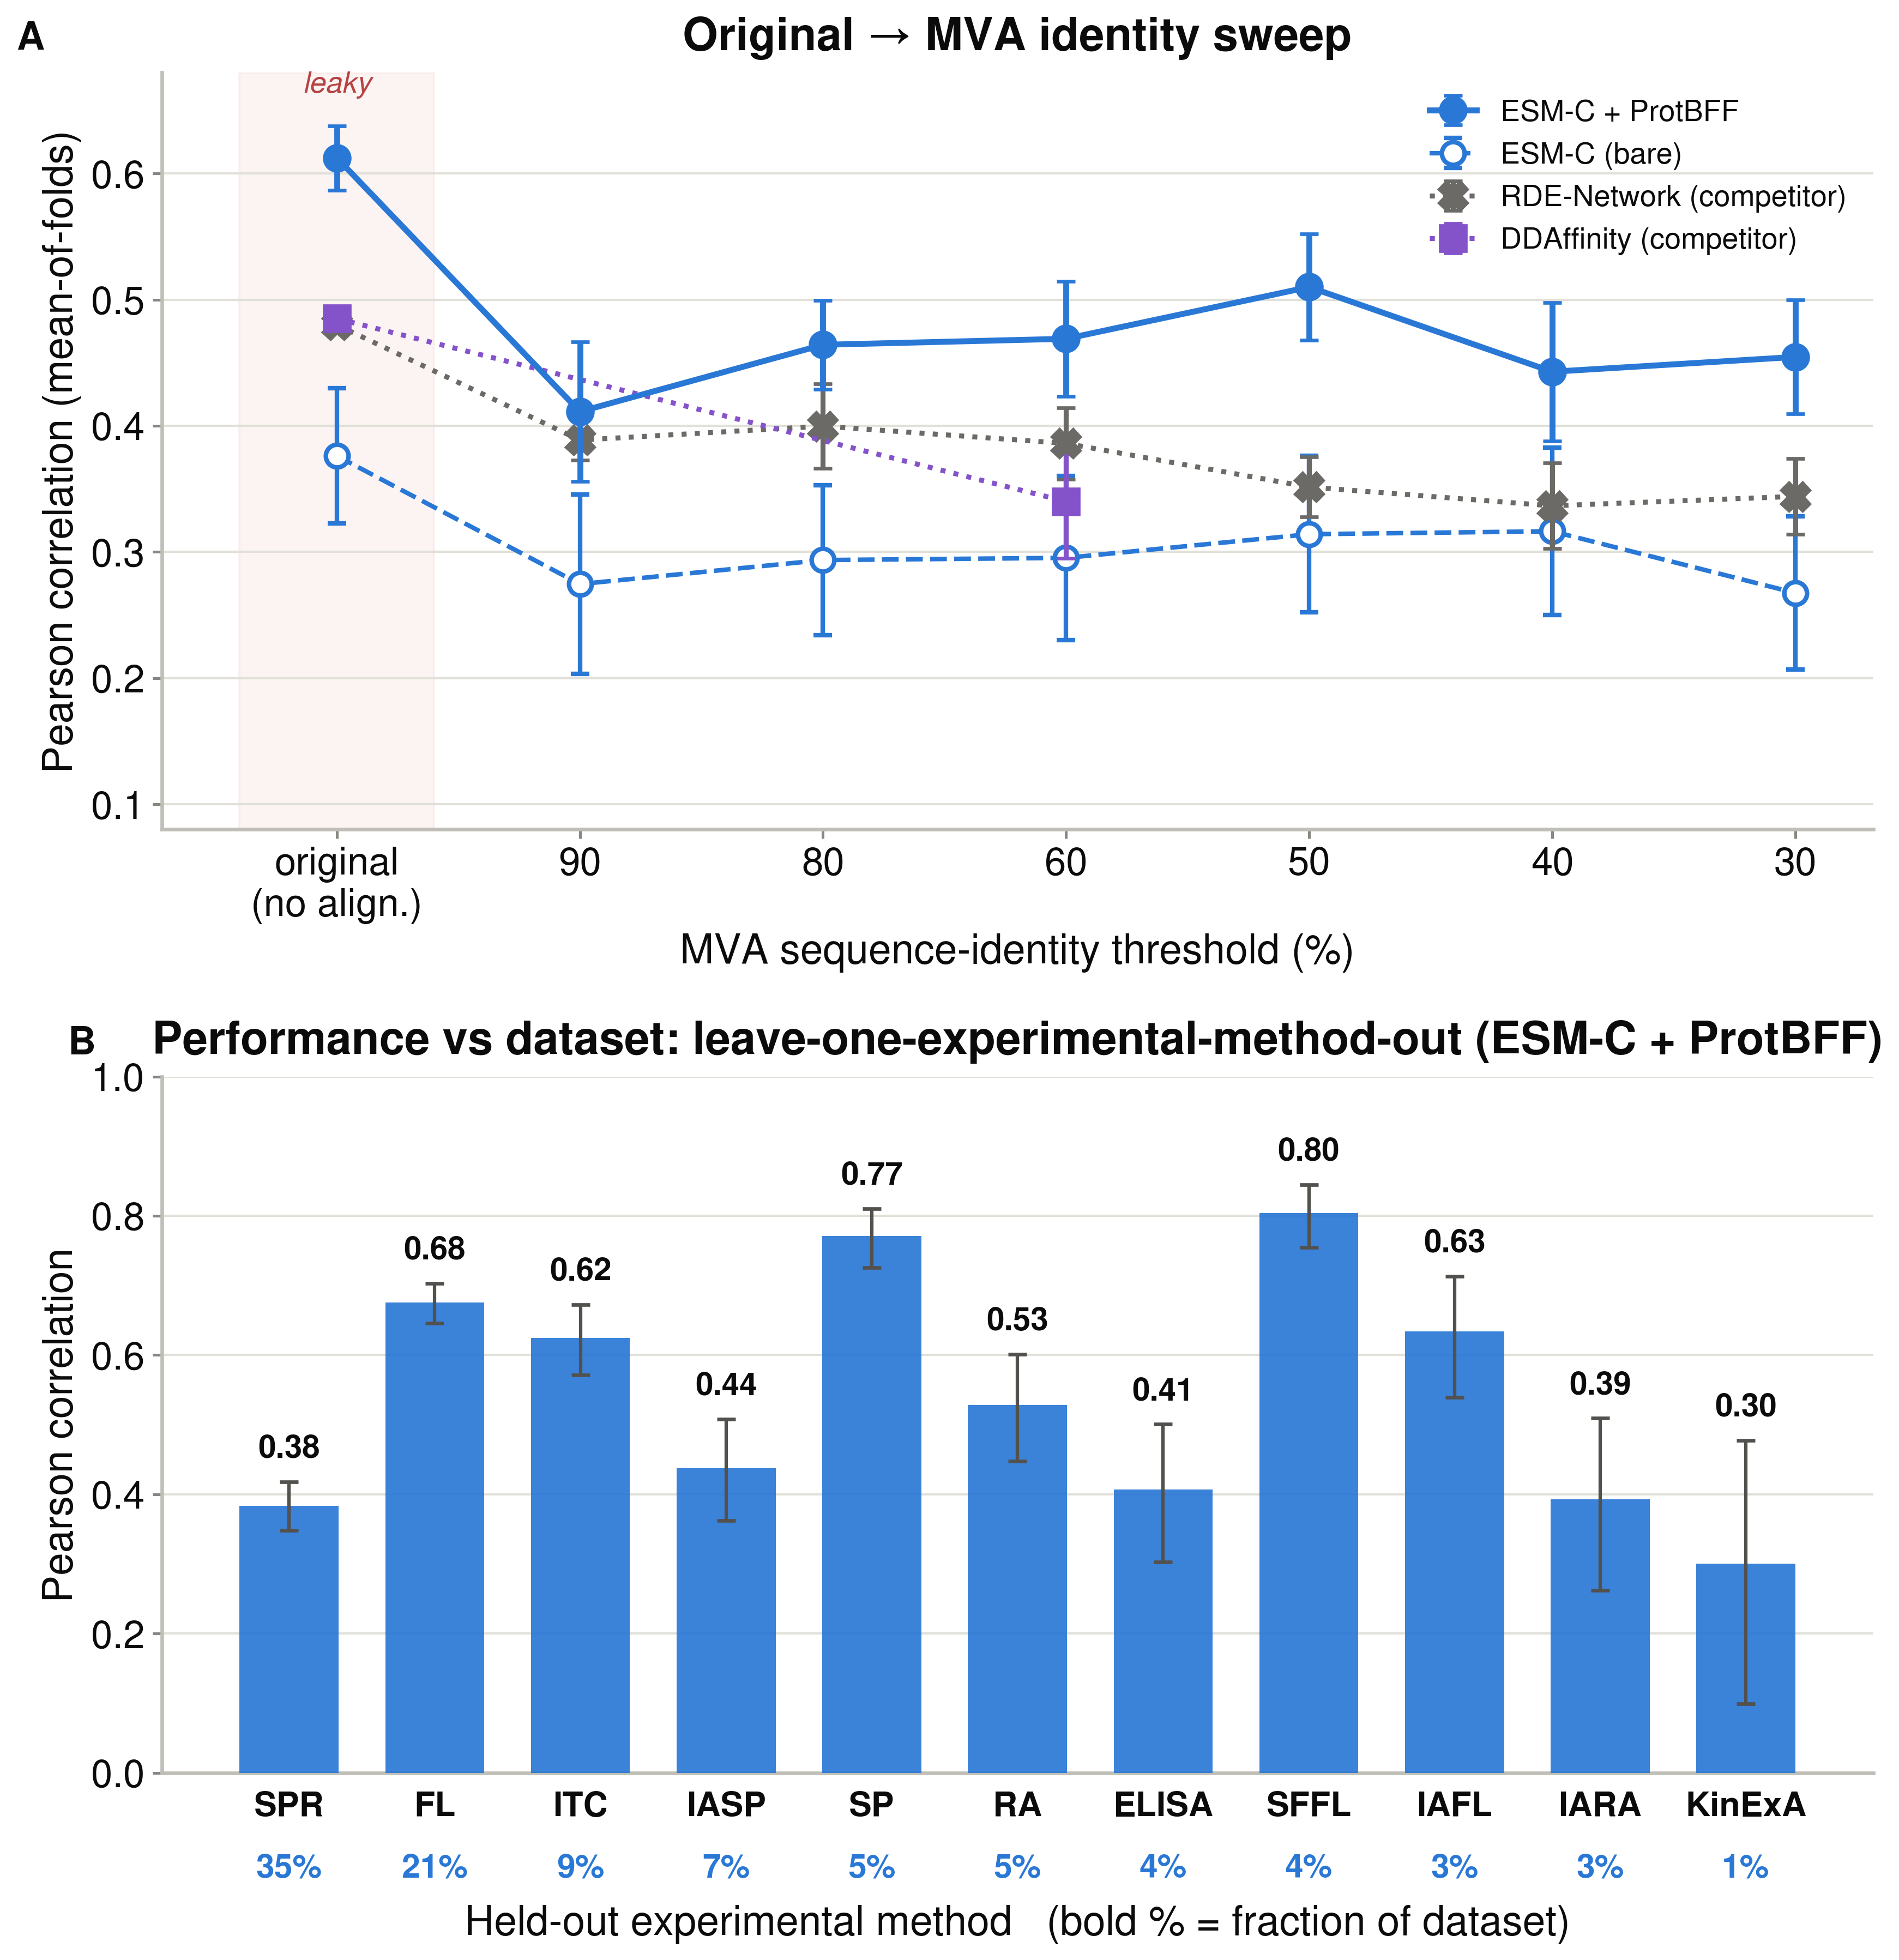 A
Original → MVA identity sweep
leaky
ESM-C + ProtBFF
ESM-C (bare)
RDE-Network (competitor)
DDAffinity (competitor)
Pearson correlation (mean-of-folds)
0.6
0.5
0.4
0.3
0.2
0.1
original
(no align.)
90
80
60
50
40
30
MVA sequence-identity threshold (%)
B
Performance vs dataset: leave-one-experimental-method-out (ESM-C + ProtBFF)
Pearson correlation
1.0
0.8
0.6
0.4
0.2
0.0
0.38
0.68
0.62
0.44
0.77
0.53
0.41
0.80
0.63
0.39
0.30
SPR
FL
ITC
IASP
SP
RA
ELISA
SFFL
IAFL
IARA
KinExA
35%
21%
9%
7%
5%
5%
4%
4%
3%
3%
1%
Held-out experimental method (bold % = fraction of dataset)